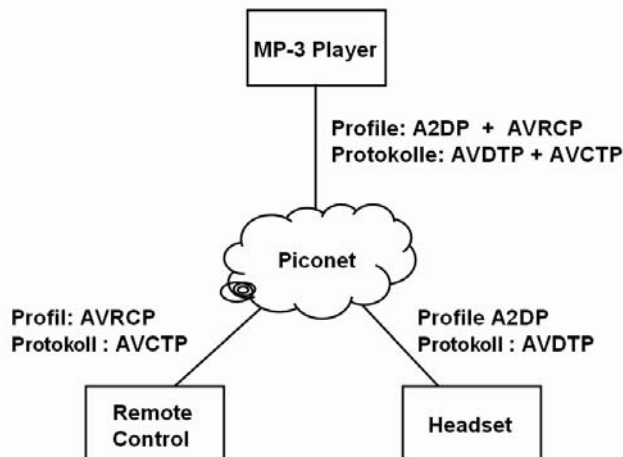 MP-3 Player
Profile: A2DP + AVRCP
Protokolle: AVDTP + AVCTP
Piconet
Profil: AVRCP
Protokoll : AVCTP
Profile A2DP
Protokoll : AVDTP
Remote
Control
Headset